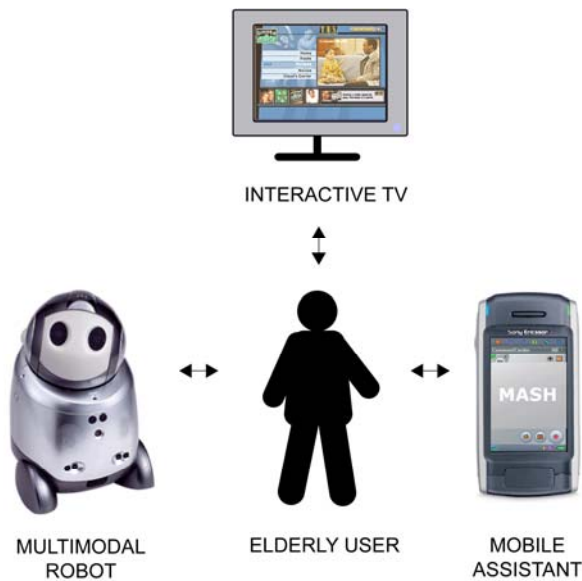 INTERACTIVE TV
Sony Ericsson
MASH
MULTIMODAL
ROBOT
ELDERLY USER
MOBILE
ASSISTANT